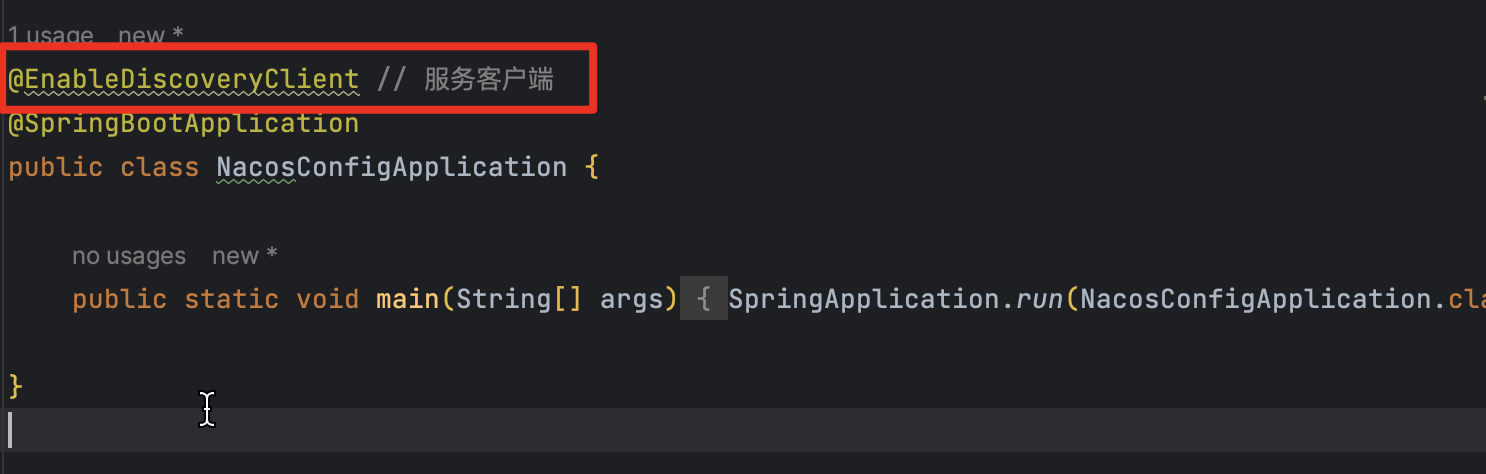 1 usage new *
@EnableDiscoveryClient // 服务客户端
@SpringBootApplication
public class NacosConfigApplication {
no usages new *
public static void main(String[] args) { SpringApplication.run(NacosConfigApplication.cla
}